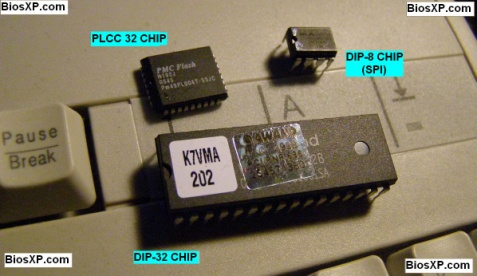 BiosXP.com
BiosXP.com
PLCC 32 CHIP
DIP-8 CHIP
(SPI)
PMC Flash
A
Pause
Break
K7VMA
202
DIP-32 CHIP
BiosXP.com
BiosXP.com